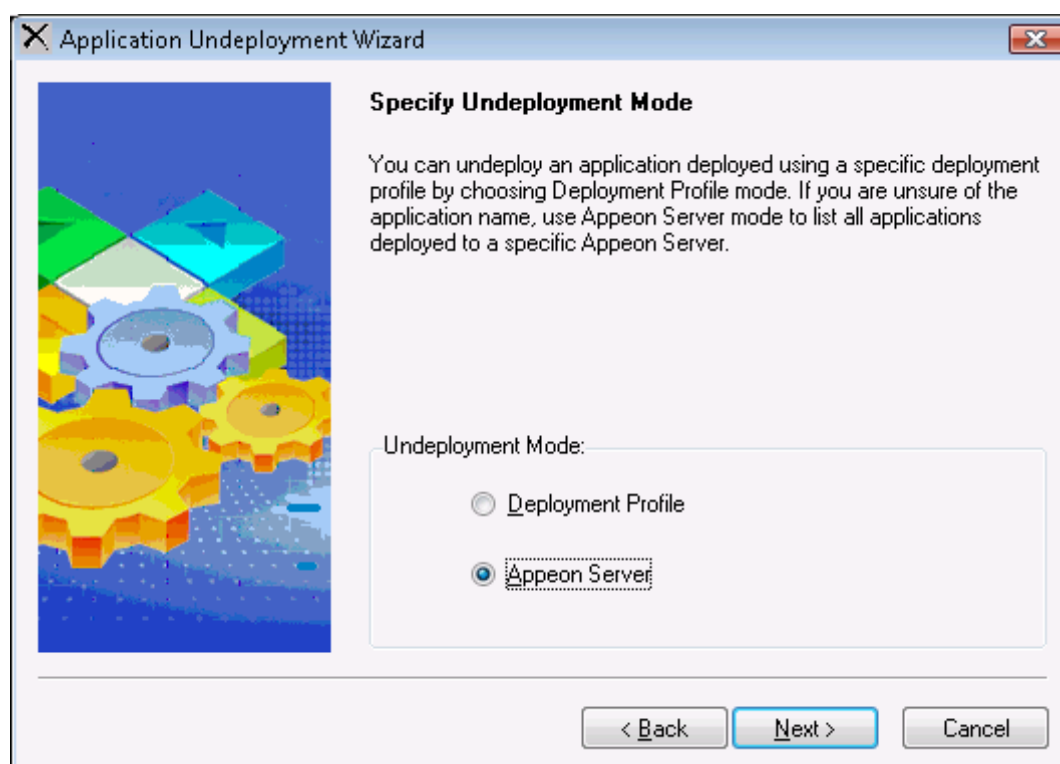 Application Undeployment Wizard
Specify Undeployment Mode
You can undeploy an application deployed using a specific deployment
profile by choosing Deployment Profile mode. If you are unsure of the
application name, use Appeon Server mode to list all applications
deployed to a specific Appeon Server.
Undeployment Mode:
Deployment Profile
Appeon Server
< Back
Next >
Cancel